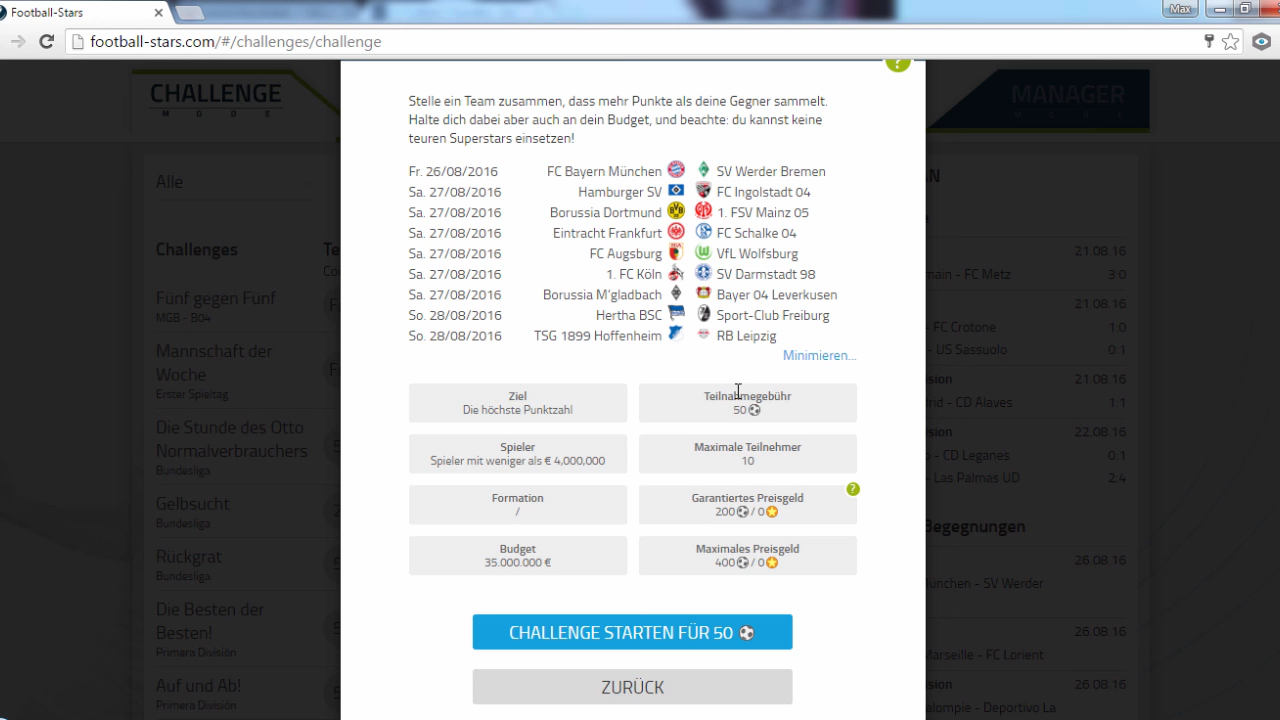 Football-Stars
Max
football-stars.com/#/challenges/challenge
CHALLENGE
M O D E
MANAGER
M O D E
?
Stelle ein Team zusammen, dass mehr Punkte als deine Gegner sammelt.
Halte dich dabei aber auch an dein Budget, und beachte: du kannst keine
teuren Superstars einsetzen!
Fr. 26/08/2016 FC Bayern München SV Werder Bremen
Sa. 27/08/2016 Hamburger SV FC Ingolstadt 04
Sa. 27/08/2016 Borussia Dortmund 1. FSV Mainz 05
Sa. 27/08/2016 Eintracht Frankfurt FC Schalke 04
Sa. 27/08/2016 FC Augsburg VfL Wolfsburg
Sa. 27/08/2016 1. FC Köln SV Darmstadt 98
Sa. 27/08/2016 Borussia M'gladbach Bayer 04 Leverkusen
So. 28/08/2016 Hertha BSC Sport-Club Freiburg
So. 28/08/2016 TSG 1899 Hoffenheim RB Leipzig
Minimieren...
Ziel
Die höchste Punktzahl
Teilnahmegebühr
50
Spieler
Spieler mit weniger als € 4,000,000
Maximale Teilnehmer
10
Formation
/
Garantiertes Preisgeld
200 / 0
?
Budget
35.000.000 €
Maximales Preisgeld
400 / 0
CHALLENGE STARTEN FÜR 50
ZURÜCK
Alle
Challenges
Fünf gegen Fünf
MGB - B04
Mannschaft der
Woche
Erster Spieltag
Die Stunde des Otto
Normalverbrauchers
Bundesliga
Gelbsucht
Bundesliga
Rückgrat
Bundesliga
Die Besten der
Besten!
Primera División
Auf und Ab!
Primera División
21.08.16
main - FC Metz 3:0
21.08.16
- FC Crotone 1:0
- US Sassuolo 0:1
ision 21.08.16
drid - CD Alaves 1:1
ision 22.08.16
- CD Leganes 0:1
- Las Palmas UD 2:4
Begegnungen
26.08.16
ünchen - SV Werder
26.08.16
Marseille - FC Lorient
ision 26.08.16
alompie - Deportivo La